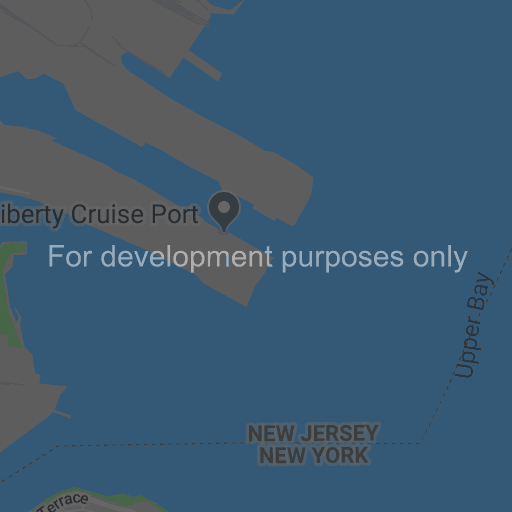 iberty Cruise Port
For development purposes only
Upper Bay
NEW JERSEY
NEW YORK
Terrace